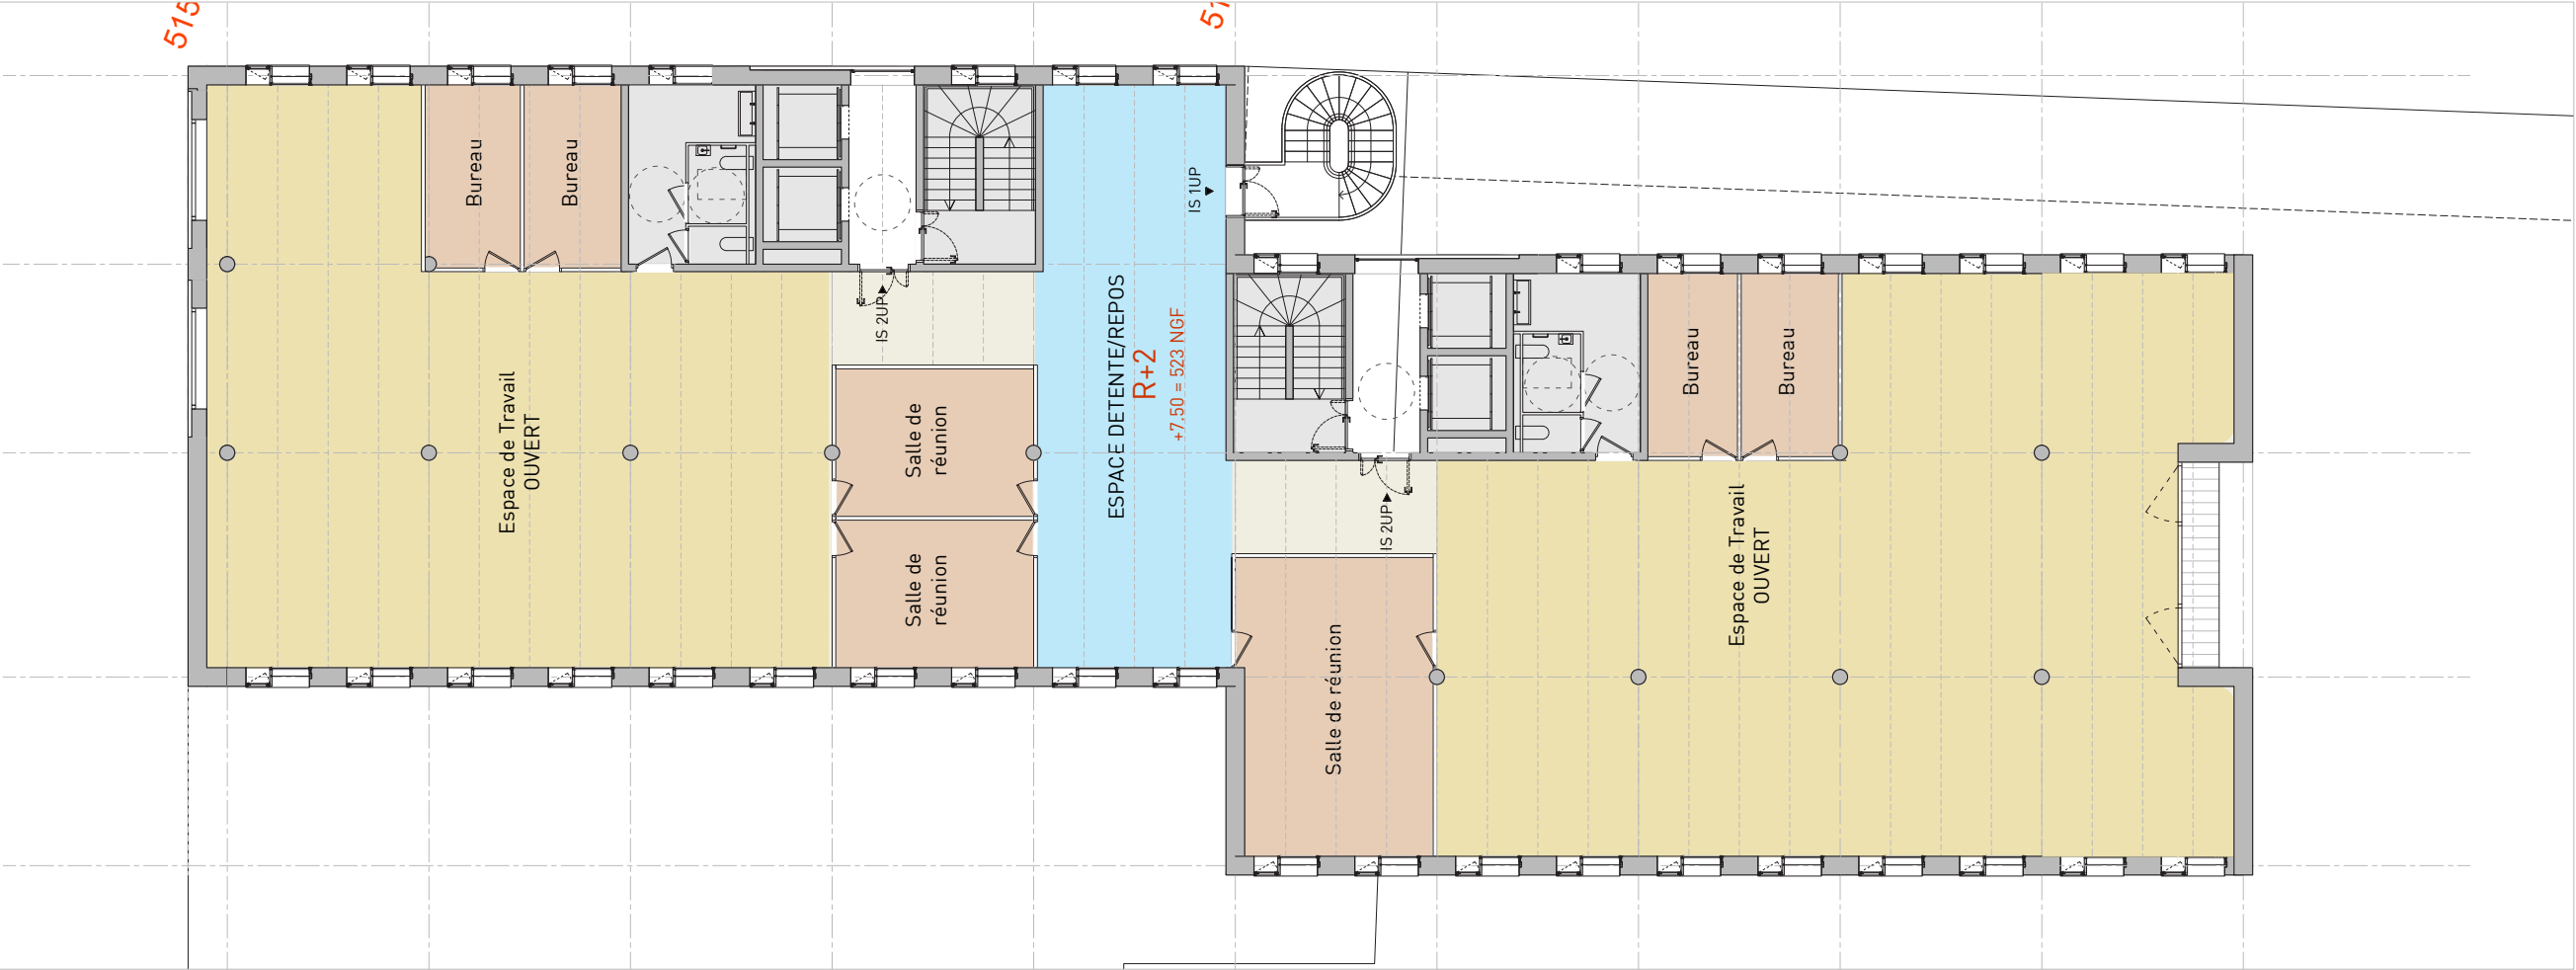 515
51
Bureau
Bureau
IS 1UP
IS 2UP
Espace de Travail
OUVERT
Salle de
réunion
Salle de
réunion
ESPACE DETENTE/REPOS
R+2
+7,50 = 523 NGF
Bureau
Bureau
IS 2UP
Salle de réunion
Espace de Travail
OUVERT